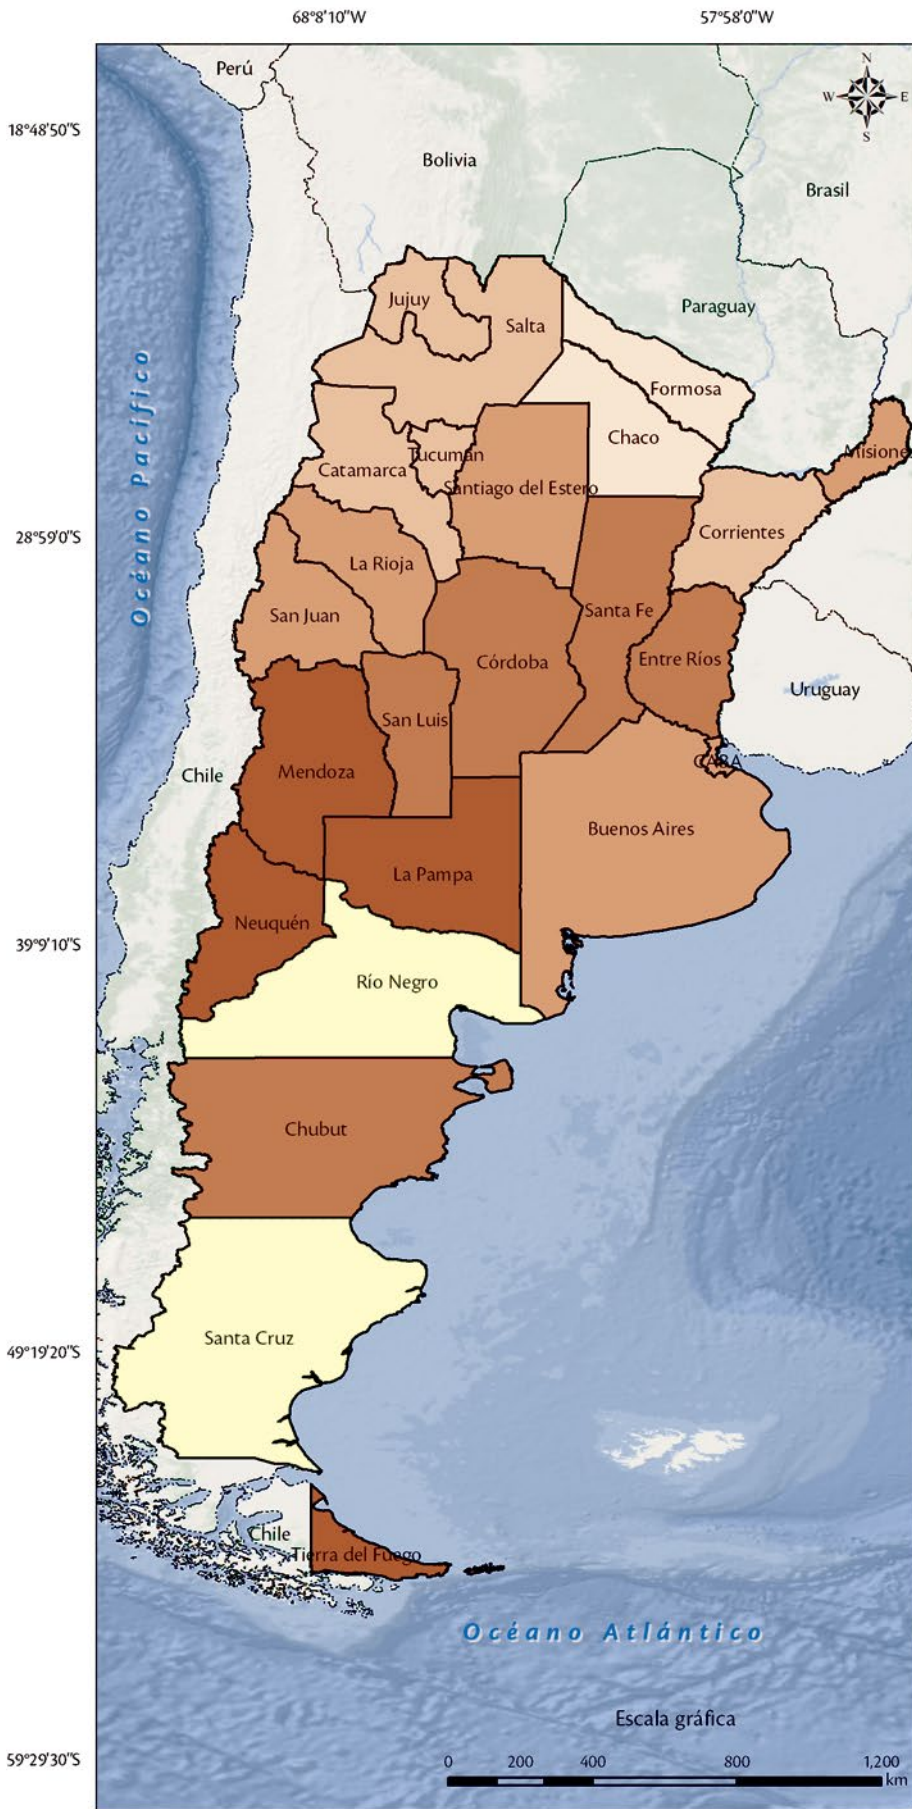 68°8'10"W
57°58'0"W
Perú
N
W
E
S
18°48'50"S
Bolivia
Brasil
Jujuy
Salta
Paraguay
Formosa
Chaco
Misione
Tucumán
Catamarca
Santiago del Estero
Corrientes
28°59'0"S
Océano Pacífico
La Rioja
San Juan
Santa Fe
Entre Ríos
Córdoba
Uruguay
San Luis
CABA
Chile
Mendoza
Buenos Aires
La Pampa
Neuquén
39°9'10"S
Río Negro
Chubut
Santa Cruz
49°19'20"S
Chile
Tierra del Fuego
Océano Atlántico
Escala gráfica
59°29'30"S
0 200 400 800 1,200
km